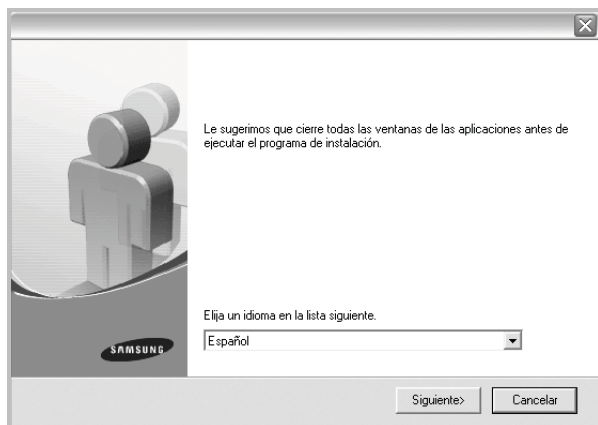 Le sugerimos que cierre todas las ventanas de las aplicaciones antes de
ejecutar el programa de instalación.
Elija un idioma en la lista siguiente.
Español
SAMSUNG
Siguiente>
Cancelar